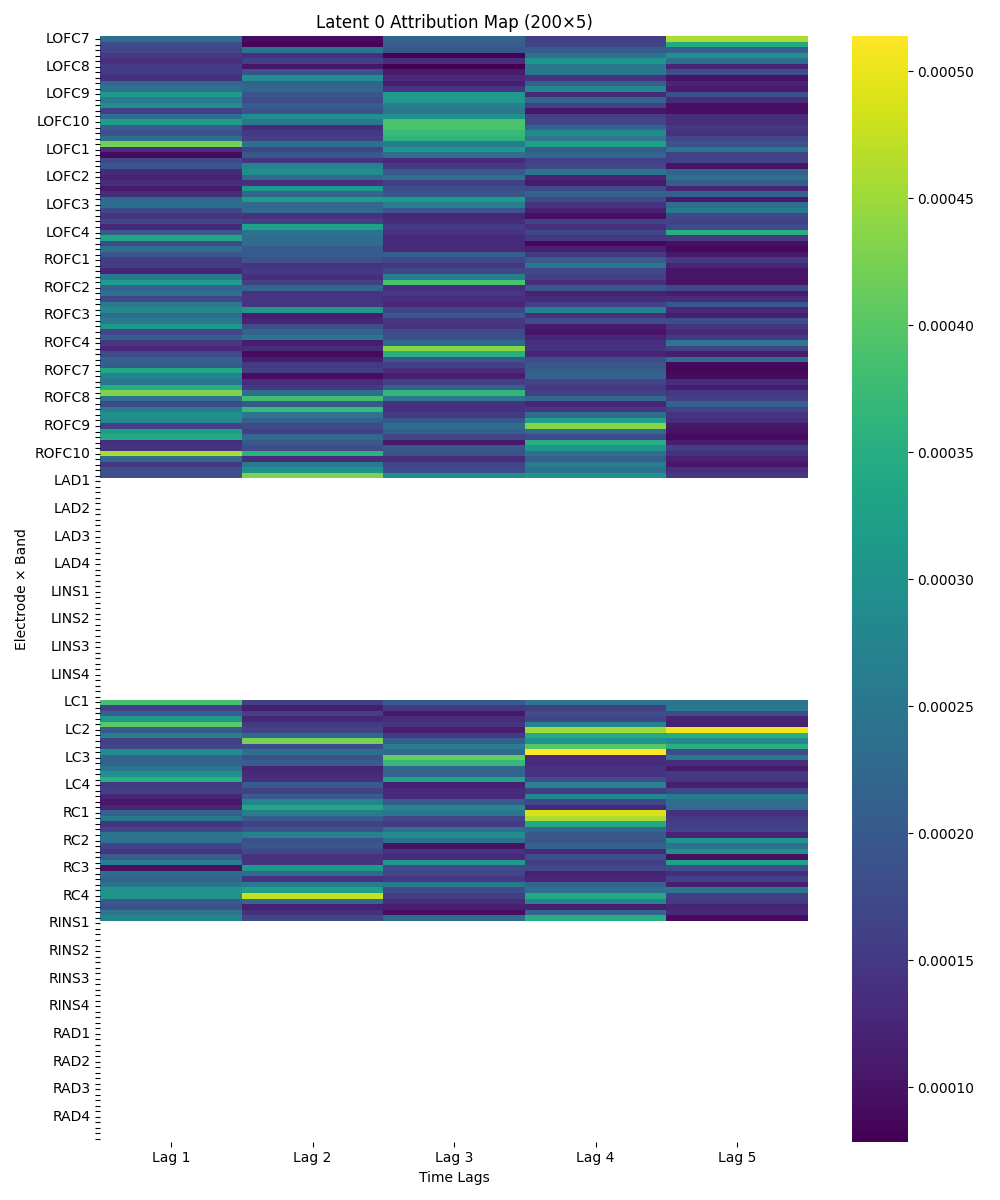 Latent 0 Attribution Map (200×5)
LOFC7
LOFC8
LOFC9
LOFC10
LOFC1
LOFC2
LOFC3
LOFC4
ROFC1
ROFC2
ROFC3
ROFC4
ROFC7
ROFC8
ROFC9
ROFC10
LAD1
LAD2
LAD3
LAD4
LINS1
LINS2
LINS3
LINS4
LC1
LC2
LC3
LC4
RC1
RC2
RC3
RC4
RINS1
RINS2
RINS3
RINS4
RAD1
RAD2
RAD3
RAD4
Electrode × Band
Lag 1
Lag 2
Lag 3
Lag 4
Lag 5
Time Lags
0.00050
0.00045
0.00040
0.00035
0.00030
0.00025
0.00020
0.00015
0.00010